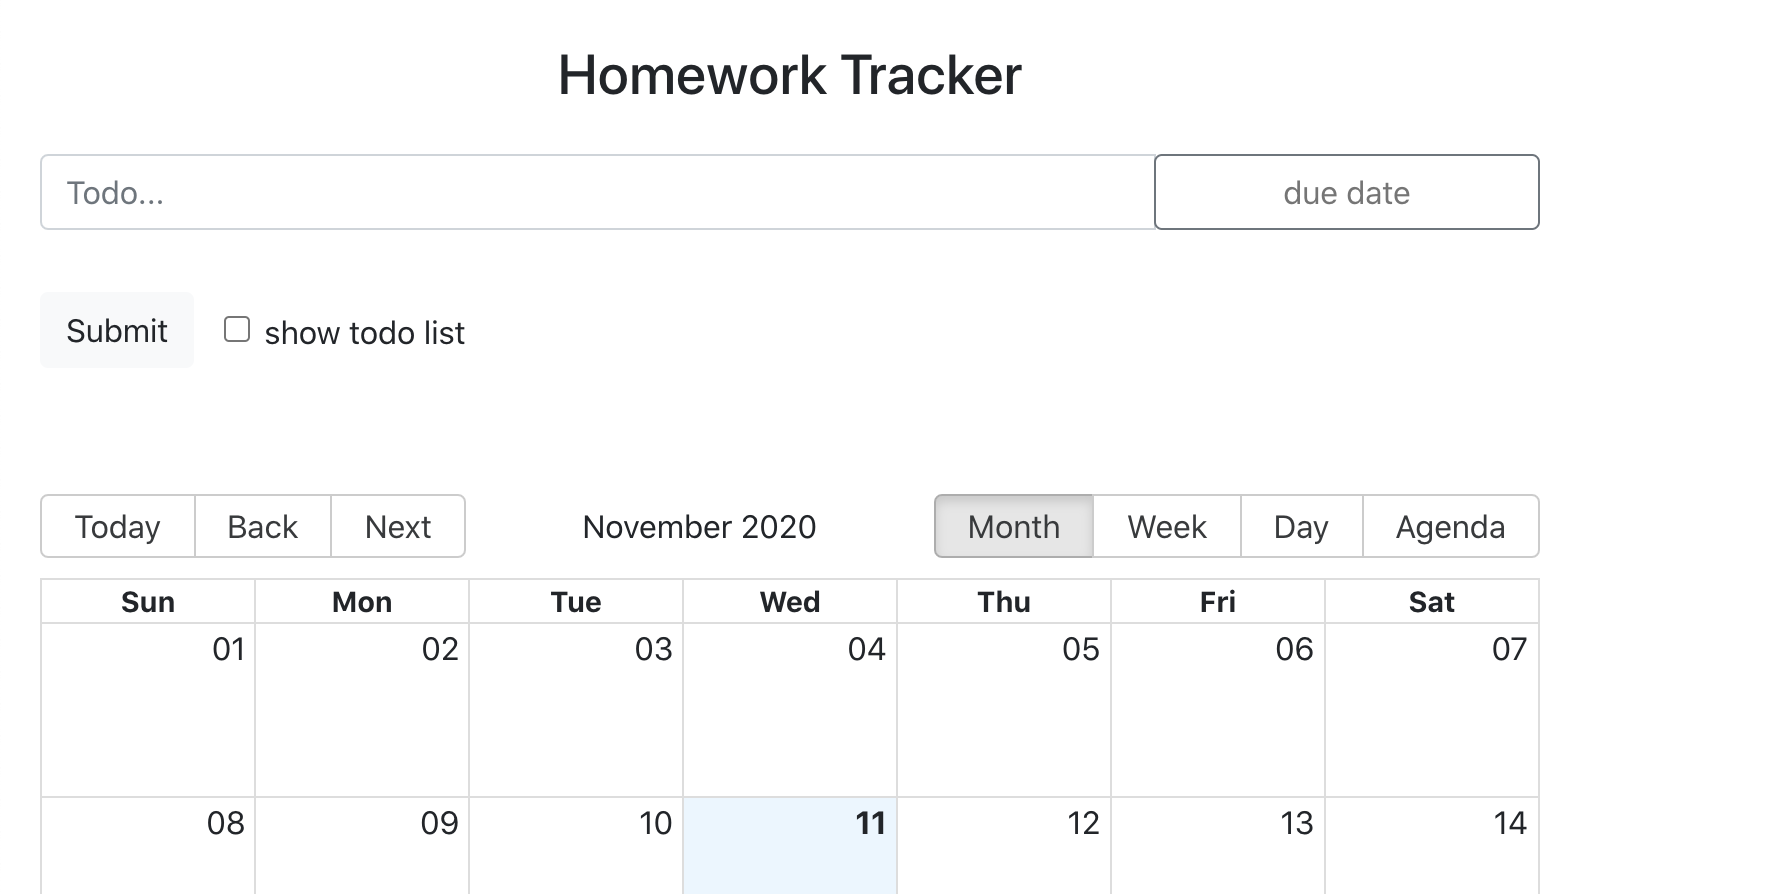 Homework Tracker
Todo... due date
Submit show todo list
Today Back Next November 2020 Month Week Day Agenda
Sun Mon Tue Wed Thu Fri Sat
01 02 03 04 05 06 07
08 09 10 11 12 13 14